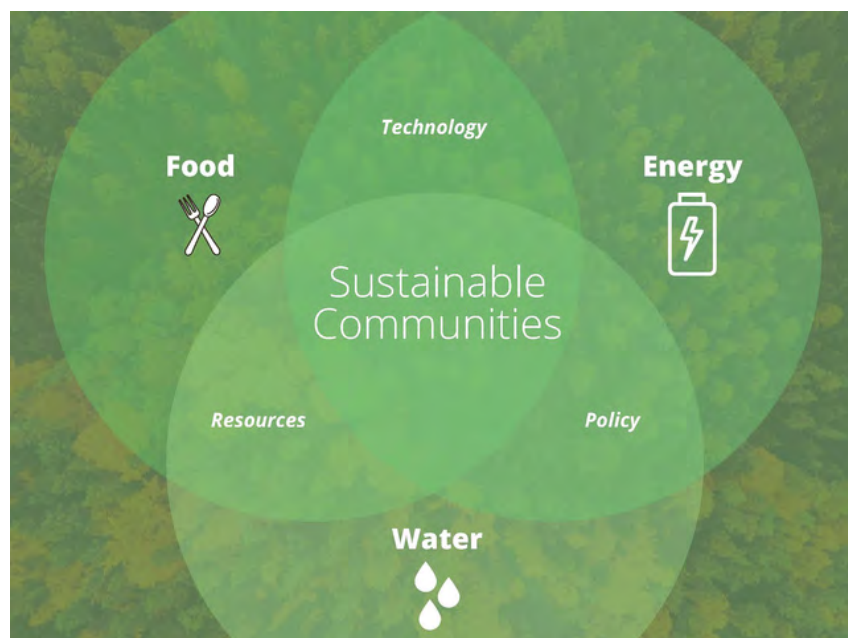 Technology
Food
Energy
Sustainable
Communities
Resources
Policy
Water